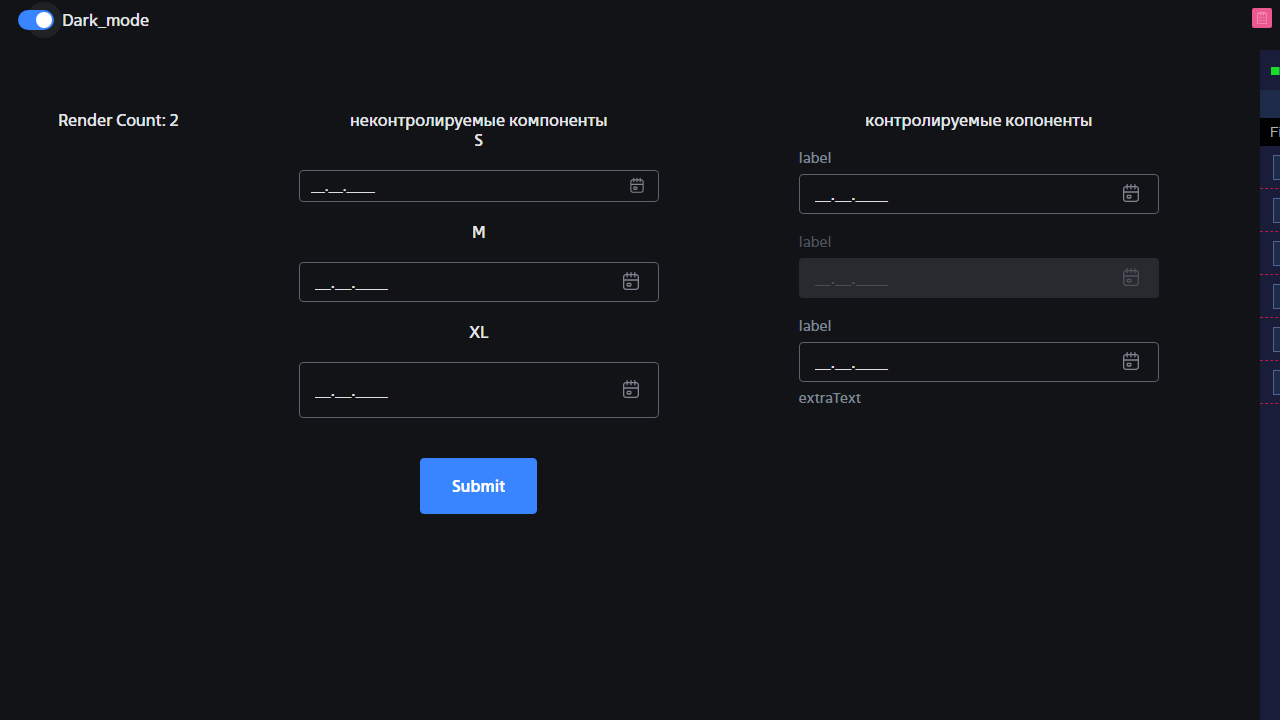 Dark_mode
Render Count: 2
неконтролируемые компоненты
S
__.__.____
M
__.__.____
XL
__.__.____
Submit
контролируемые копоненты
label
__.__.____
label
__.__.____
label
__.__.____
extraText